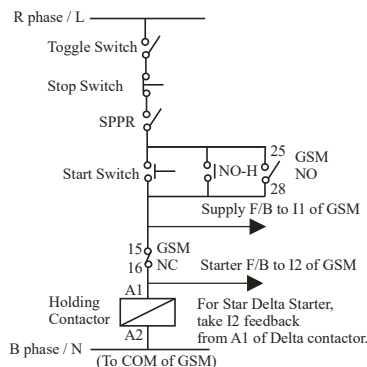 R phase / L
Toggle Switch
Stop Switch
SPPR
25
GSM
NO
Start Switch
NO-H
28
Supply F/B to I1 of GSM
15
GSM
16
NC
Starter F/B to I2 of GSM
A1
Holding
Contactor
For Star Delta Starter,
take I2 feedback
from A1 of Delta contactor.
A2
B phase / N
(To COM of GSM)